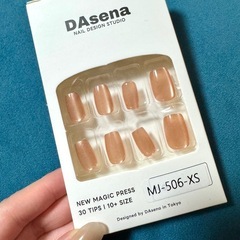 DAsena
NAIL DESIGN STUDIO
NEW MAGIC PRESS
30 TIPS | 10+ SIZE
MJ-506-XS
Designed by DAsena in Tokyo